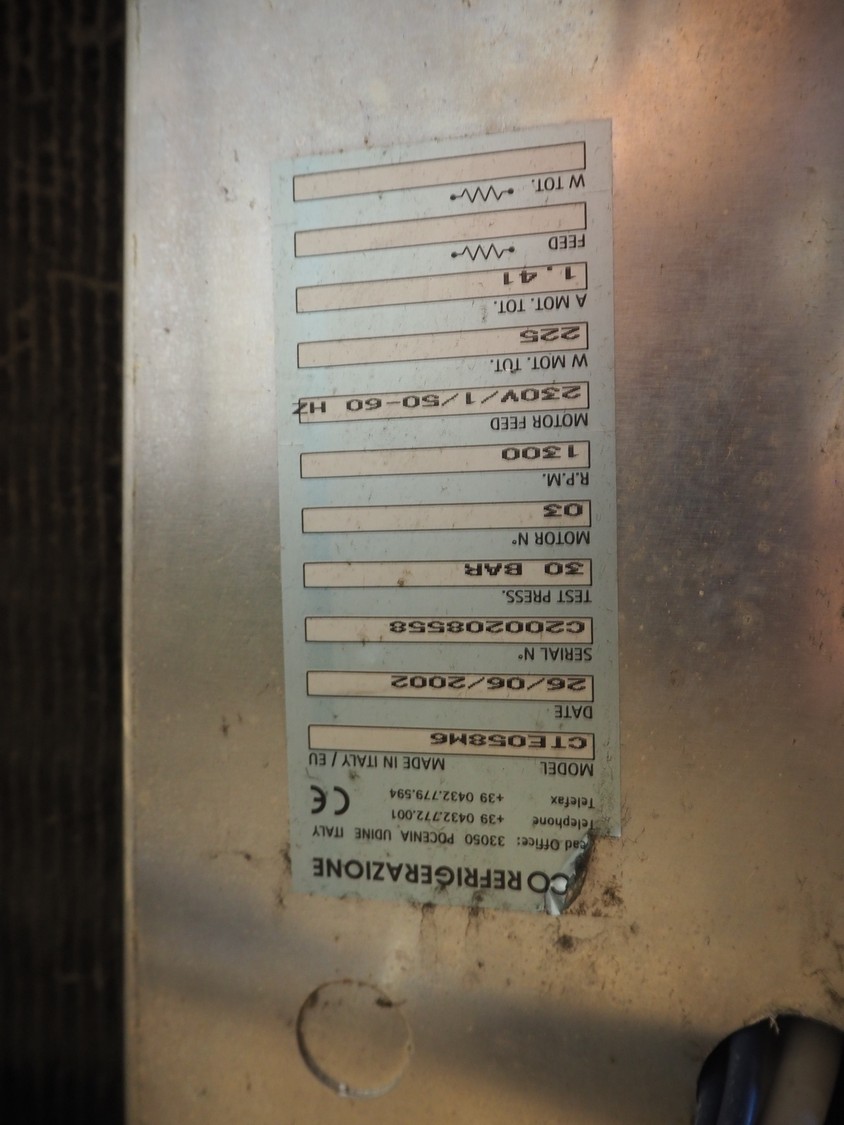 CO REFRIGERAZIONE
ead Office: 33050 POCENIA UDINE ITALY
Telephone +39 0432.772.001
Telefax +39 0432.779.594 CE
MODEL MADE IN ITALY / EU
CTE058M6
DATE
26/06/2002
SERIAL N°
C200208558
TEST PRESS.
30 BAR
MOTOR N°
03
R.P.M.
1300
MOTOR FEED
230V/1/50-60 HZ
W MOT. TUT.
225
A MOT. TOT.
1.41
FEED
W TOT.